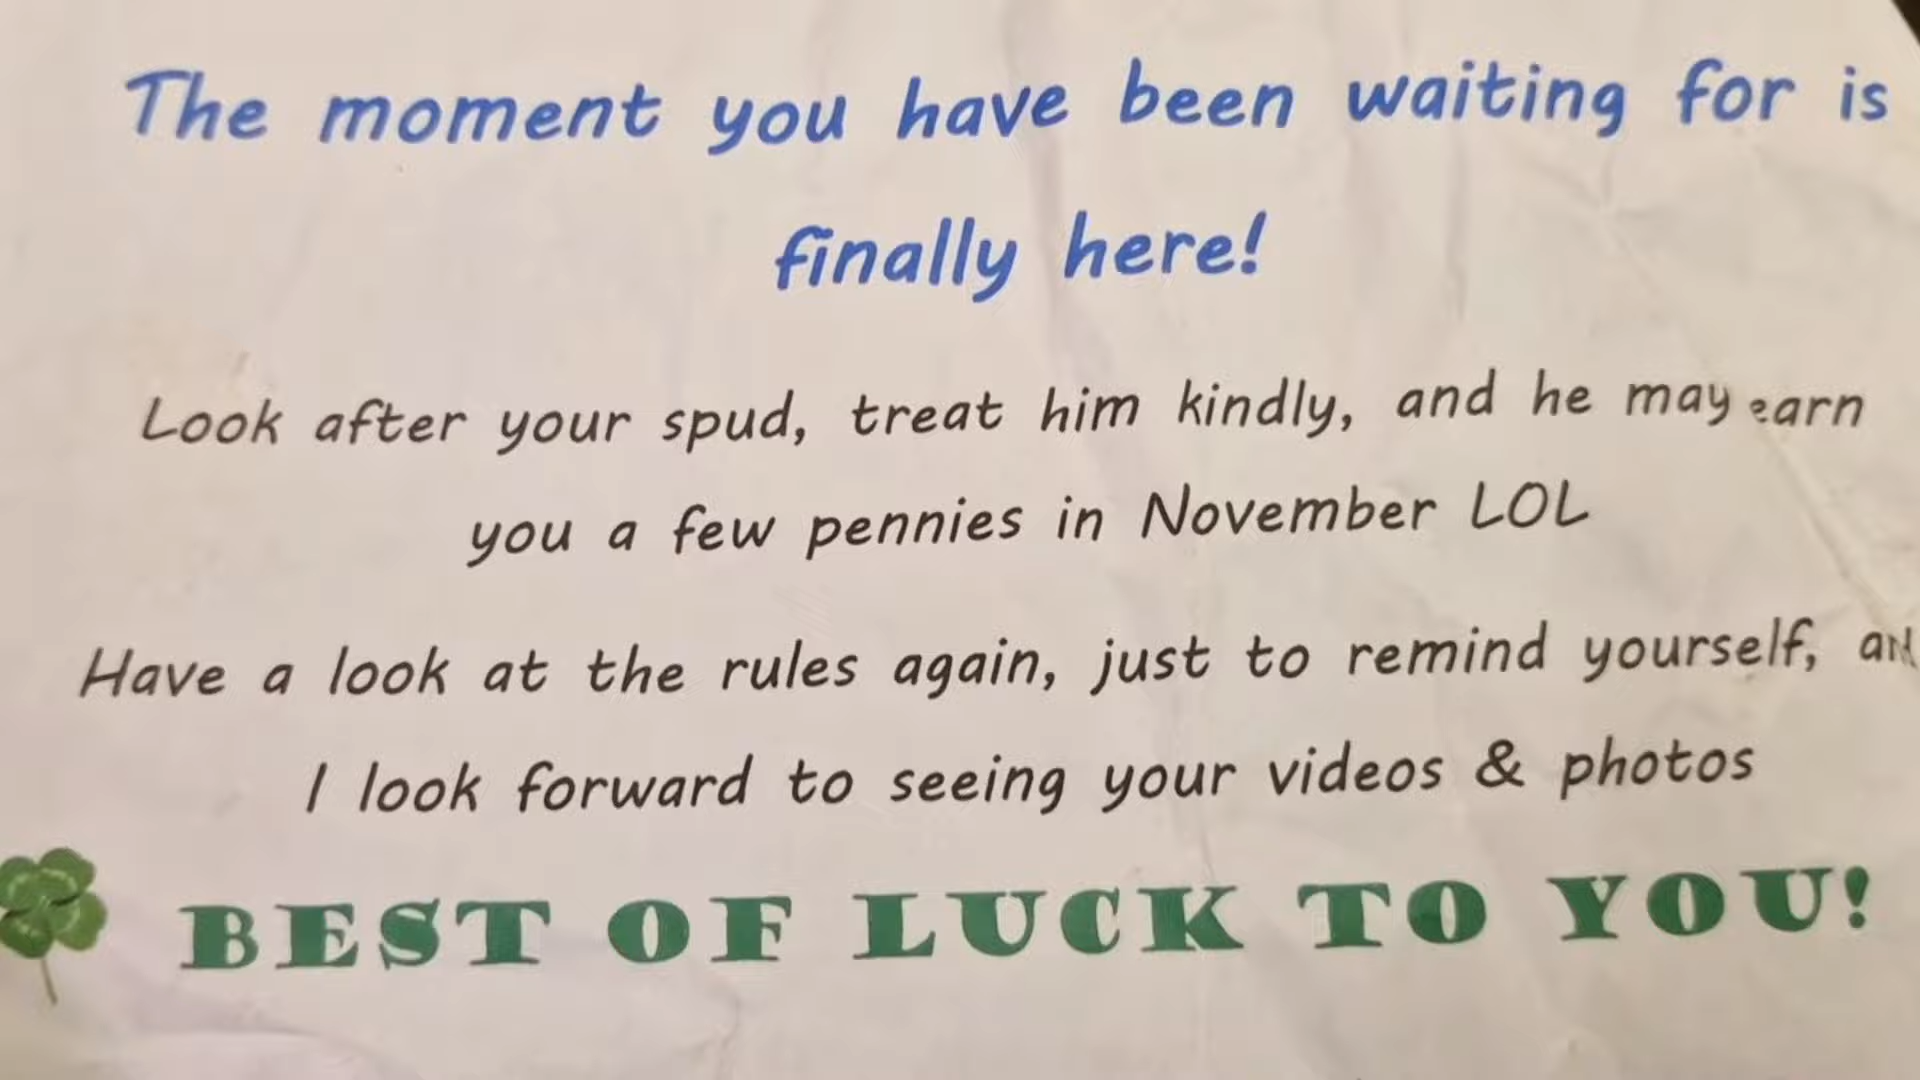 The moment you have been waiting for is
finally here!
Look after your spud, treat him kindly, and he may earn
you a few pennies in November LOL
Have a look at the rules again, just to remind yourself,
I look forward to seeing your videos & photos
BEST OF LUCK TO YOU!